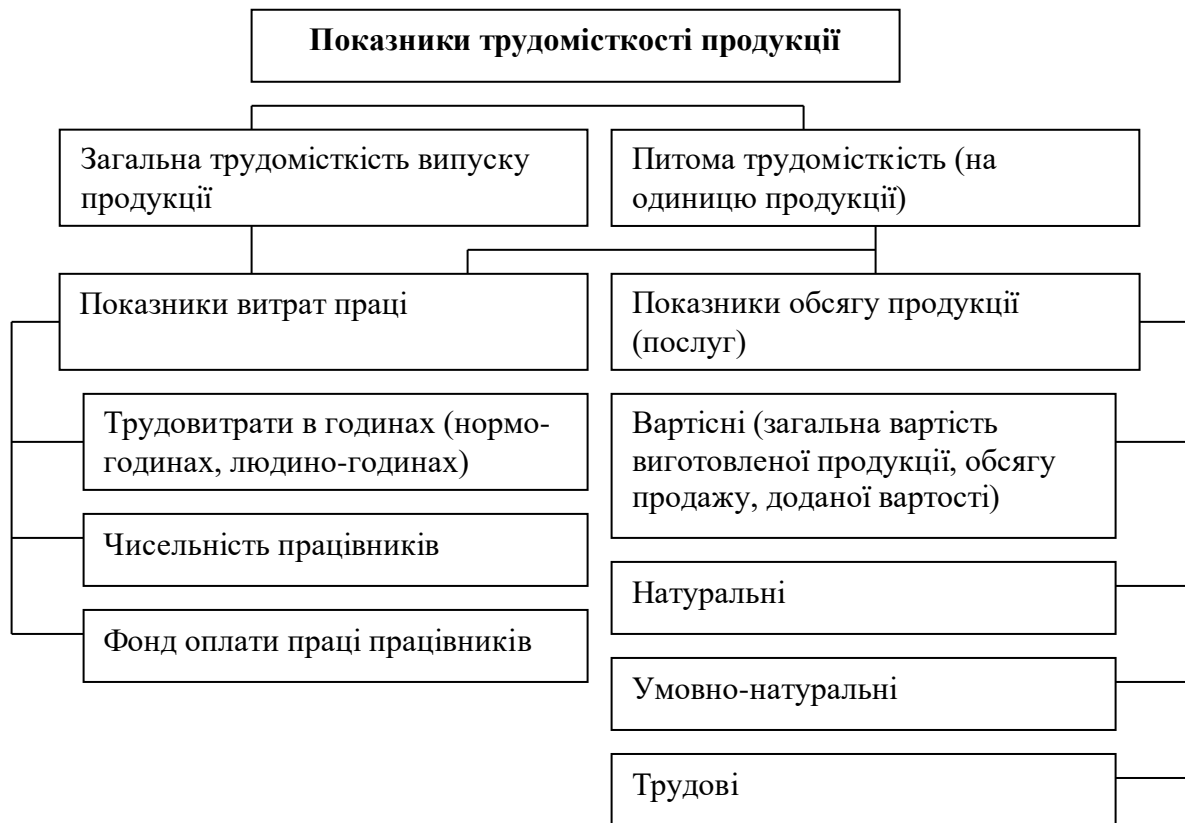 Показники трудомісткості продукції
Загальна трудомісткість випуску
продукції
Питома трудомісткість (на
одиницю продукції)
Показники витрат праці
Показники обсягу продукції
(послуг)
Трудовитрати в годинах (нормо-
годинах, людино-годинах)
Чисельність працівників
Фонд оплати праці працівників
Вартісні (загальна вартість
виготовленої продукції, обсягу
продажу, доданої вартості)
Натуральні
Умовно-натуральні
Трудові